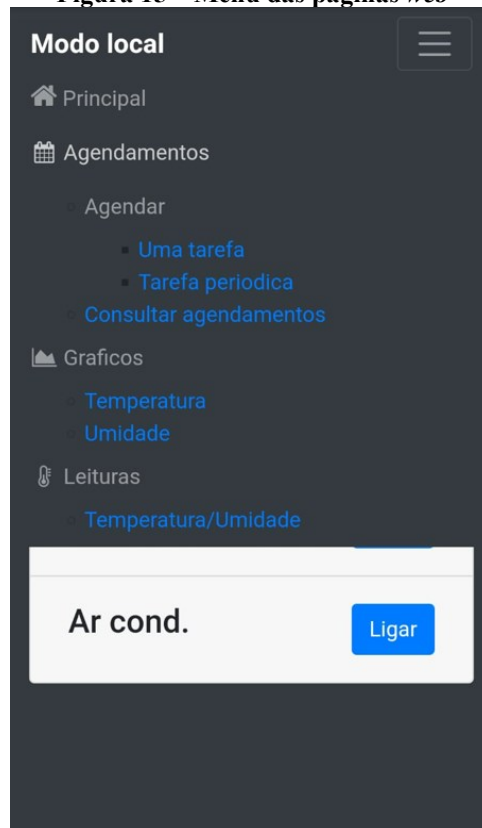 Figura 13 – Menu das páginas web
Modo local
Principal
Agendamentos
Agendar
Uma tarefa
Tarefa periodica
Consultar agendamentos
Graficos
Temperatura
Umidade
Leituras
Temperatura/Umidade
Ar cond.
Ligar